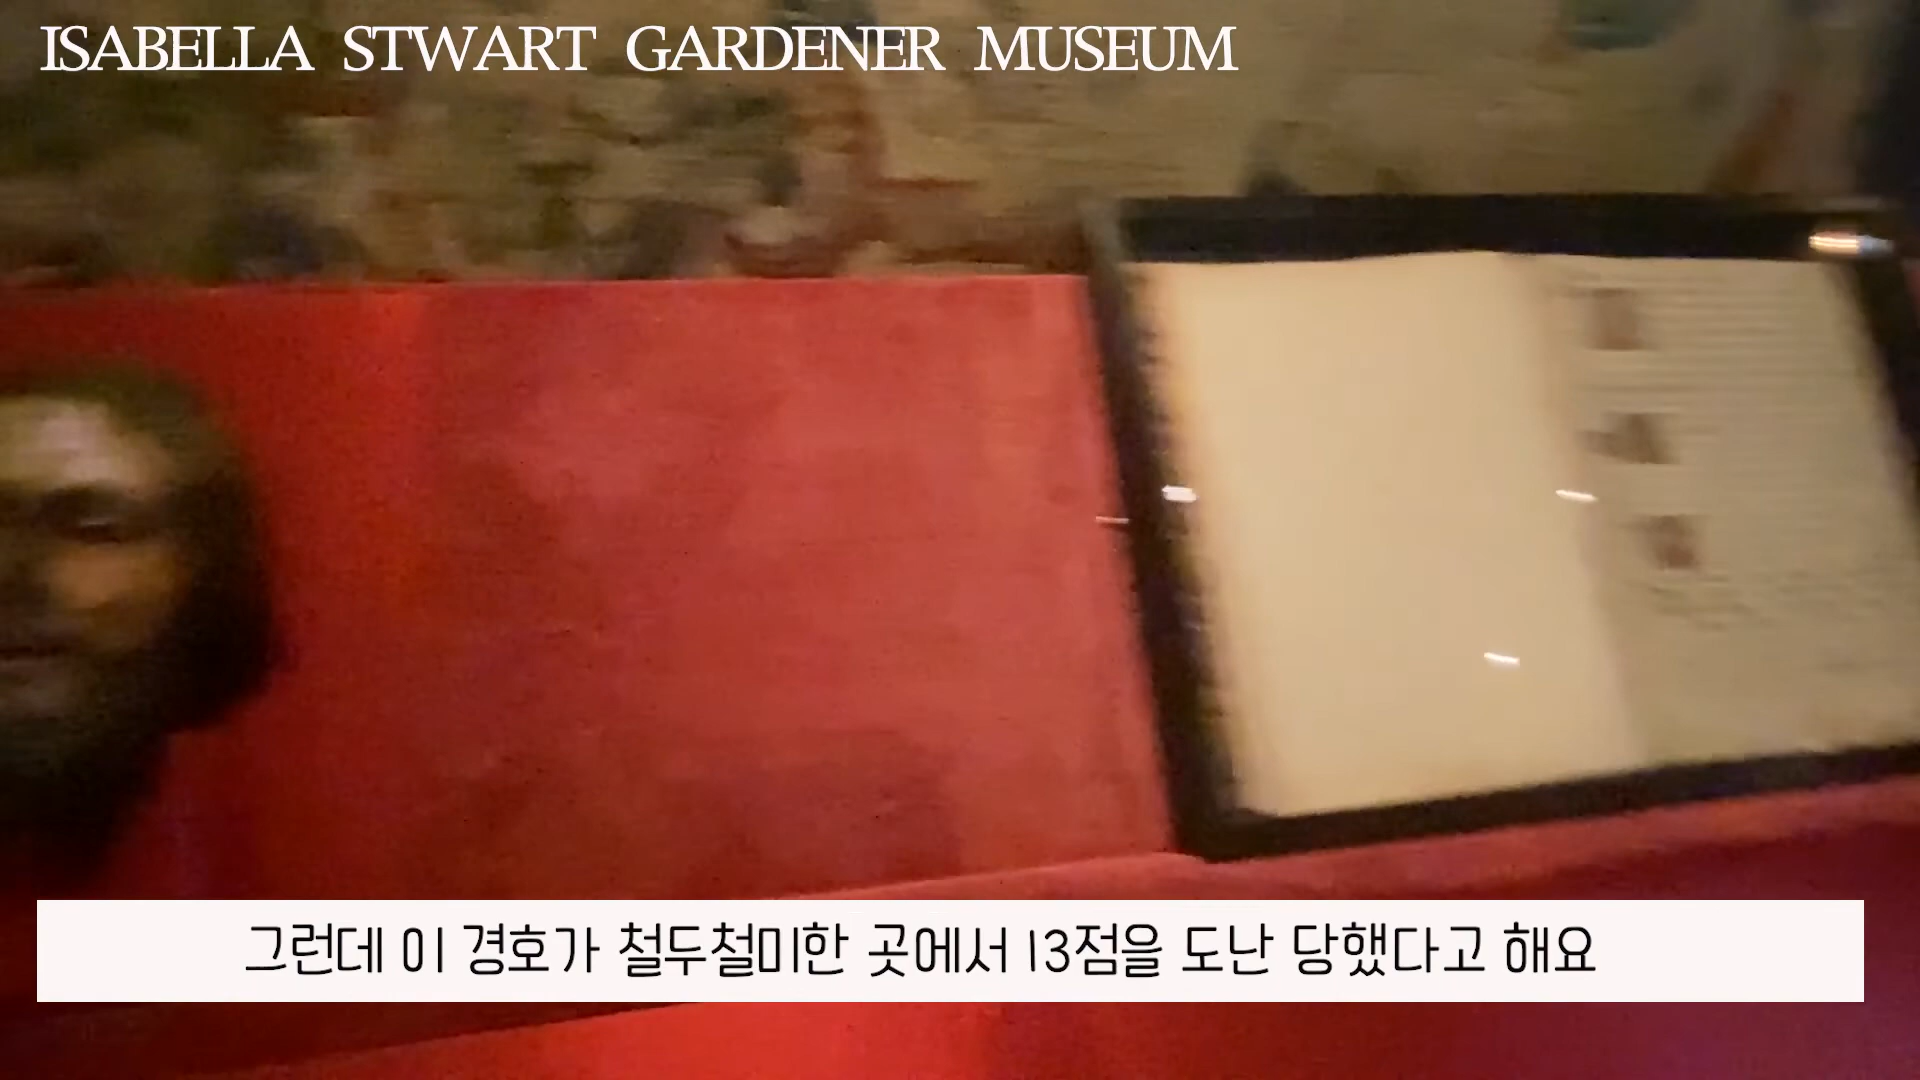 ISABELLA STWART GARDENER MUSEUM
그런데 이 경호가 철두철미한 곳에서 13점을 도난 당했다고 해요